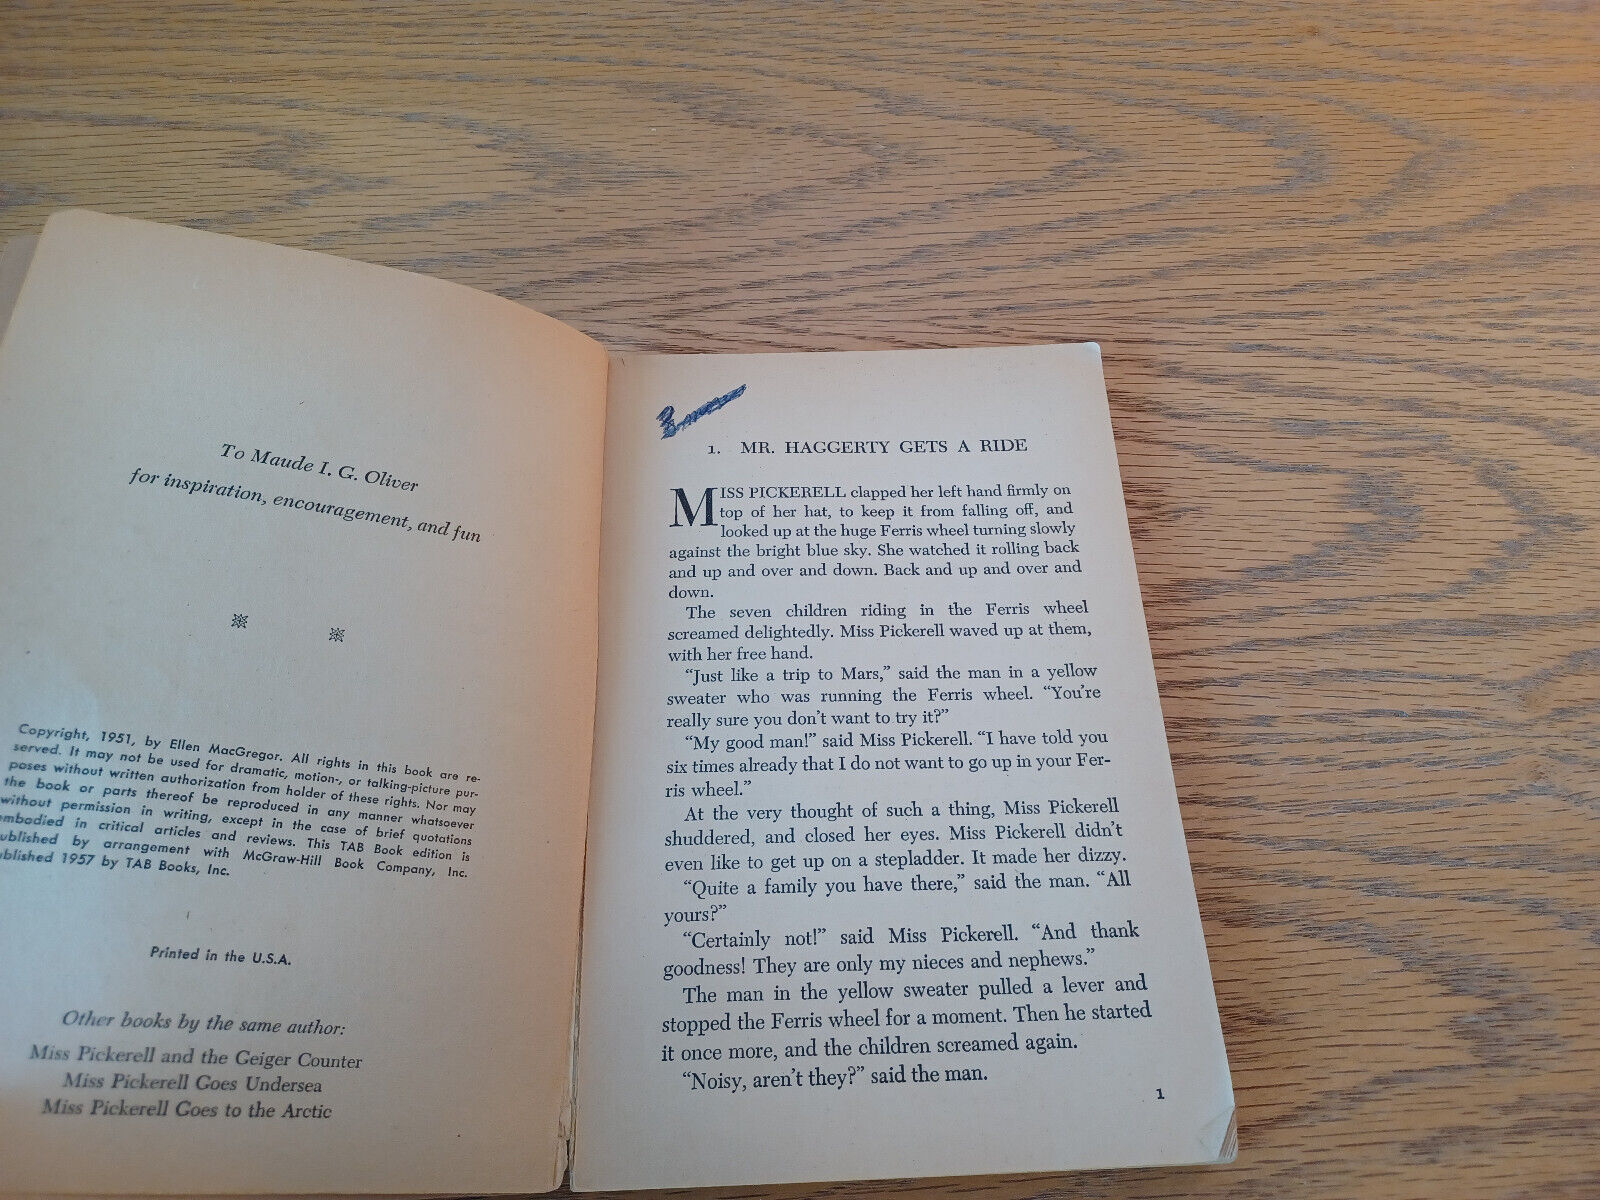 To Maude I. G. Oliver
for inspiration, encouragement, and fun
Copyright, 1951, by Ellen MacGregor. All rights in this book are re-
served. It may not be used for dramatic, motion-, or talking-picture pur-
poses without written authorization from holder of these rights. Nor may
the book or parts thereof be reproduced in any manner whatsoever
without permission in writing, except in the case of brief quotations
embodied in critical articles and reviews. This TAB Book edition is
ublished by arrangement with McGraw-Hill Book Company, Inc.
ublished 1957 by TAB Books, Inc.
Printed in the U.S.A.
Other books by the same author:
Miss Pickerell and the Geiger Counter
Miss Pickerell Goes Undersea
Miss Pickerell Goes to the Arctic
1. MR. HAGGERTY GETS A RIDE
MISS PICKERELL clapped her left hand firmly on
top of her hat, to keep it from falling off, and
looked up at the huge Ferris wheel turning slowly
against the bright blue sky. She watched it rolling back
and up and over and down. Back and up and over and
down.
The seven children riding in the Ferris wheel
screamed delightedly. Miss Pickerell waved up at them,
with her free hand.
“Just like a trip to Mars,” said the man in a yellow
sweater who was running the Ferris wheel. “You’re
really sure you don’t want to try it?”
“My good man!” said Miss Pickerell. “I have told you
six times already that I do not want to go up in your Fer-
ris wheel.”
At the very thought of such a thing, Miss Pickerell
shuddered, and closed her eyes. Miss Pickerell didn’t
even like to get up on a stepladder. It made her dizzy.
“Quite a family you have there,” said the man. “All
yours?”
“Certainly not!” said Miss Pickerell. “And thank
goodness! They are only my nieces and nephews.”
The man in the yellow sweater pulled a lever and
stopped the Ferris wheel for a moment. Then he started
it once more, and the children screamed again.
“Noisy, aren’t they?” said the man.
1